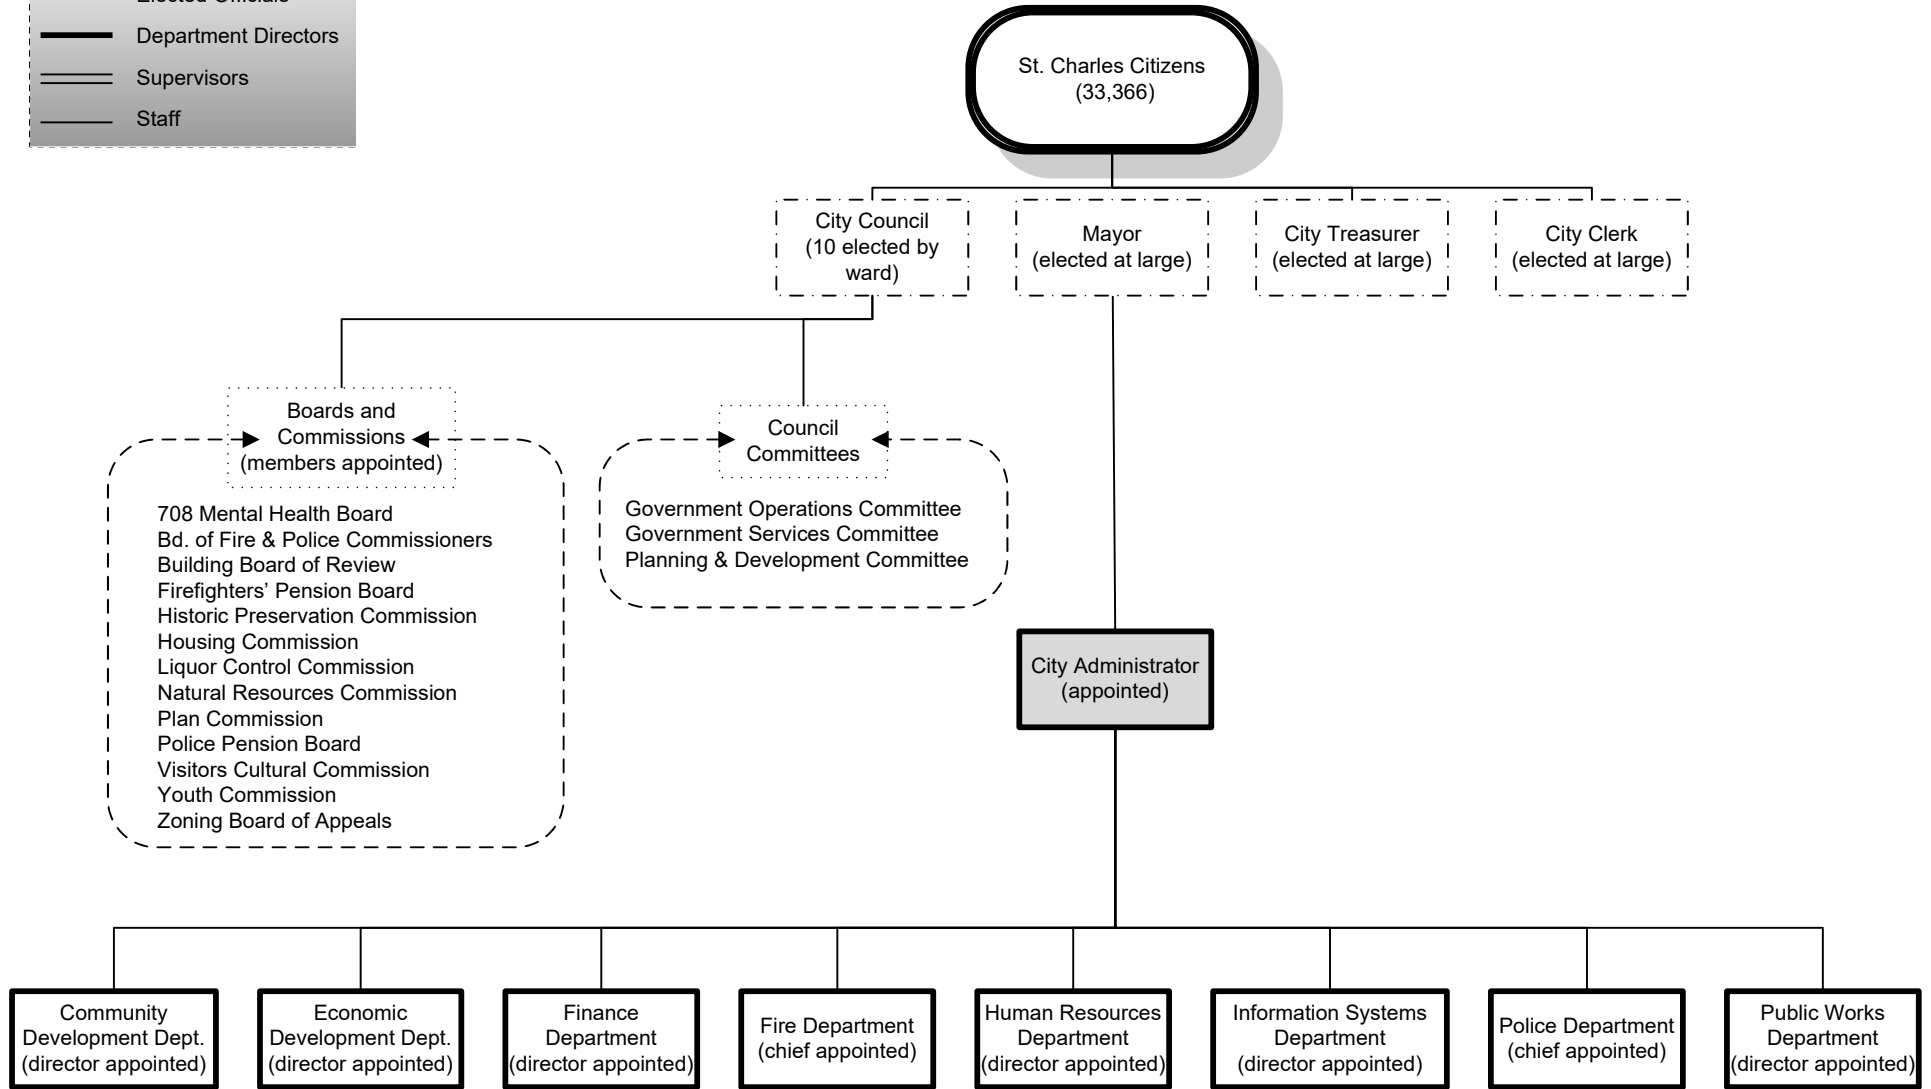 Elected Officials
Department Directors
Supervisors
Staff
St. Charles Citizens
(33,366)
City Council
(10 elected by
ward)
Mayor
(elected at large)
City Treasurer
(elected at large)
City Clerk
(elected at large)
Boards and
Commissions
(members appointed)
708 Mental Health Board
Bd. of Fire & Police Commissioners
Building Board of Review
Firefighters’ Pension Board
Historic Preservation Commission
Housing Commission
Liquor Control Commission
Natural Resources Commission
Plan Commission
Police Pension Board
Visitors Cultural Commission
Youth Commission
Zoning Board of Appeals
Council
Committees
Government Operations Committee
Government Services Committee
Planning & Development Committee
City Administrator
(appointed)
Community
Development Dept.
(director appointed)
Economic
Development Dept.
(director appointed)
Finance
Department
(director appointed)
Fire Department
(chief appointed)
Human Resources
Department
(director appointed)
Information Systems
Department
(director appointed)
Police Department
(chief appointed)
Public Works
Department
(director appointed)